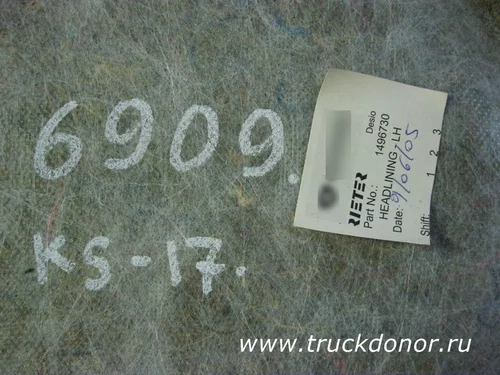 6909.
KS-17.
Desio
RIETER
Part No.: 1496730
HEADLINING - LH
Date: 9/06/05
Shift: 1 2 3
www.truckdonor.ru